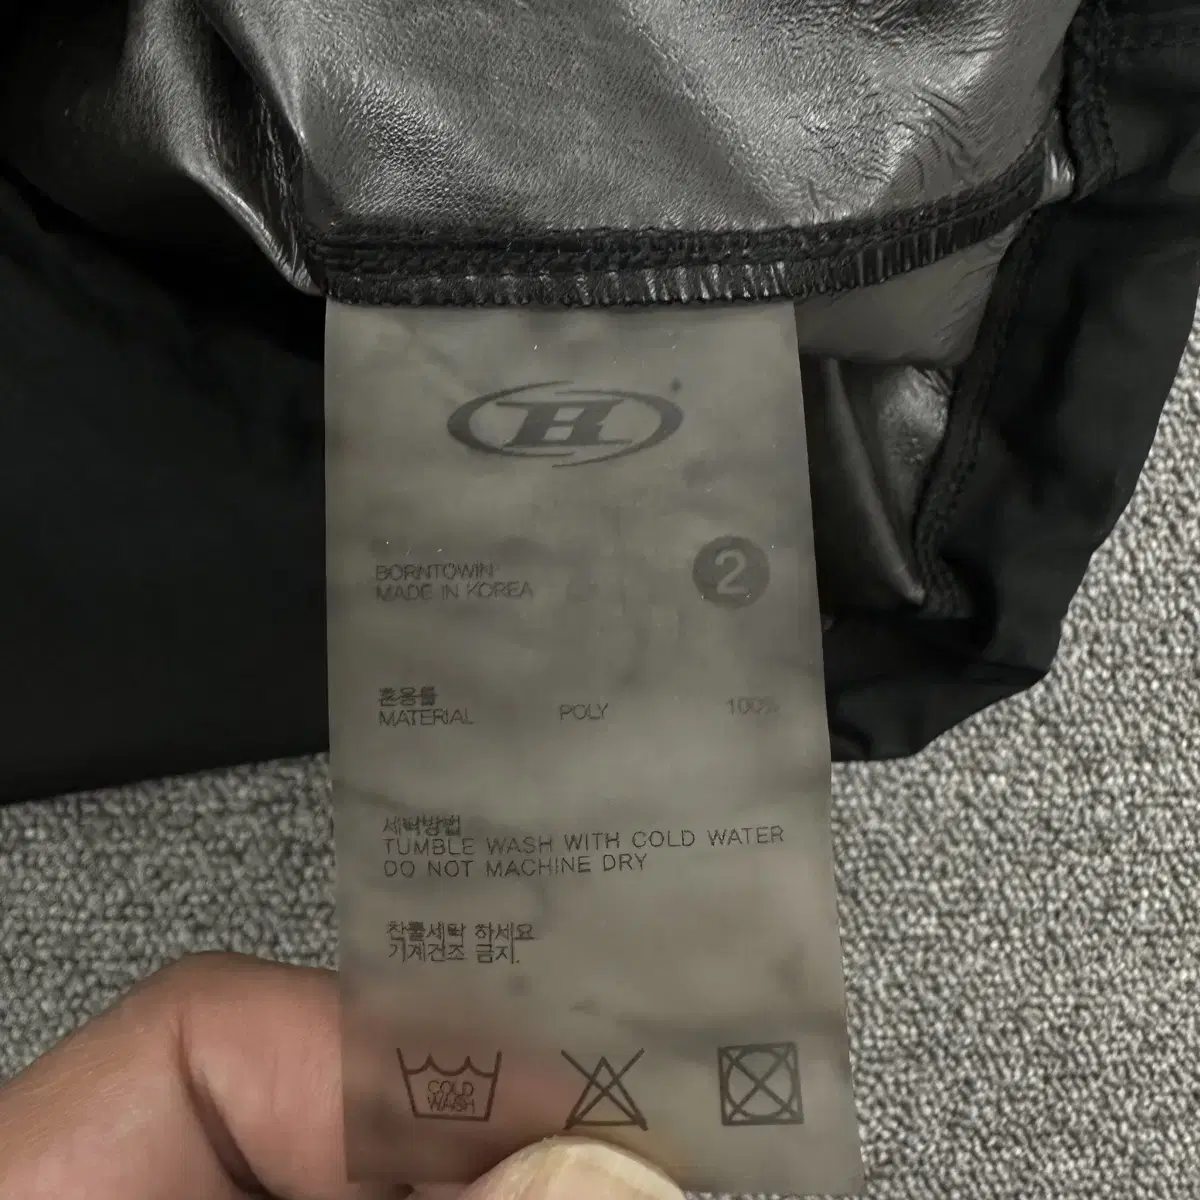 B
BORNTOWIN
MADE IN KOREA
2
혼용률
MATERIAL POLY 100%
세탁방법
TUMBLE WASH WITH COLD WATER
DO NOT MACHINE DRY
찬물세탁 하세요
기계건조 금지.
COLD
WASH